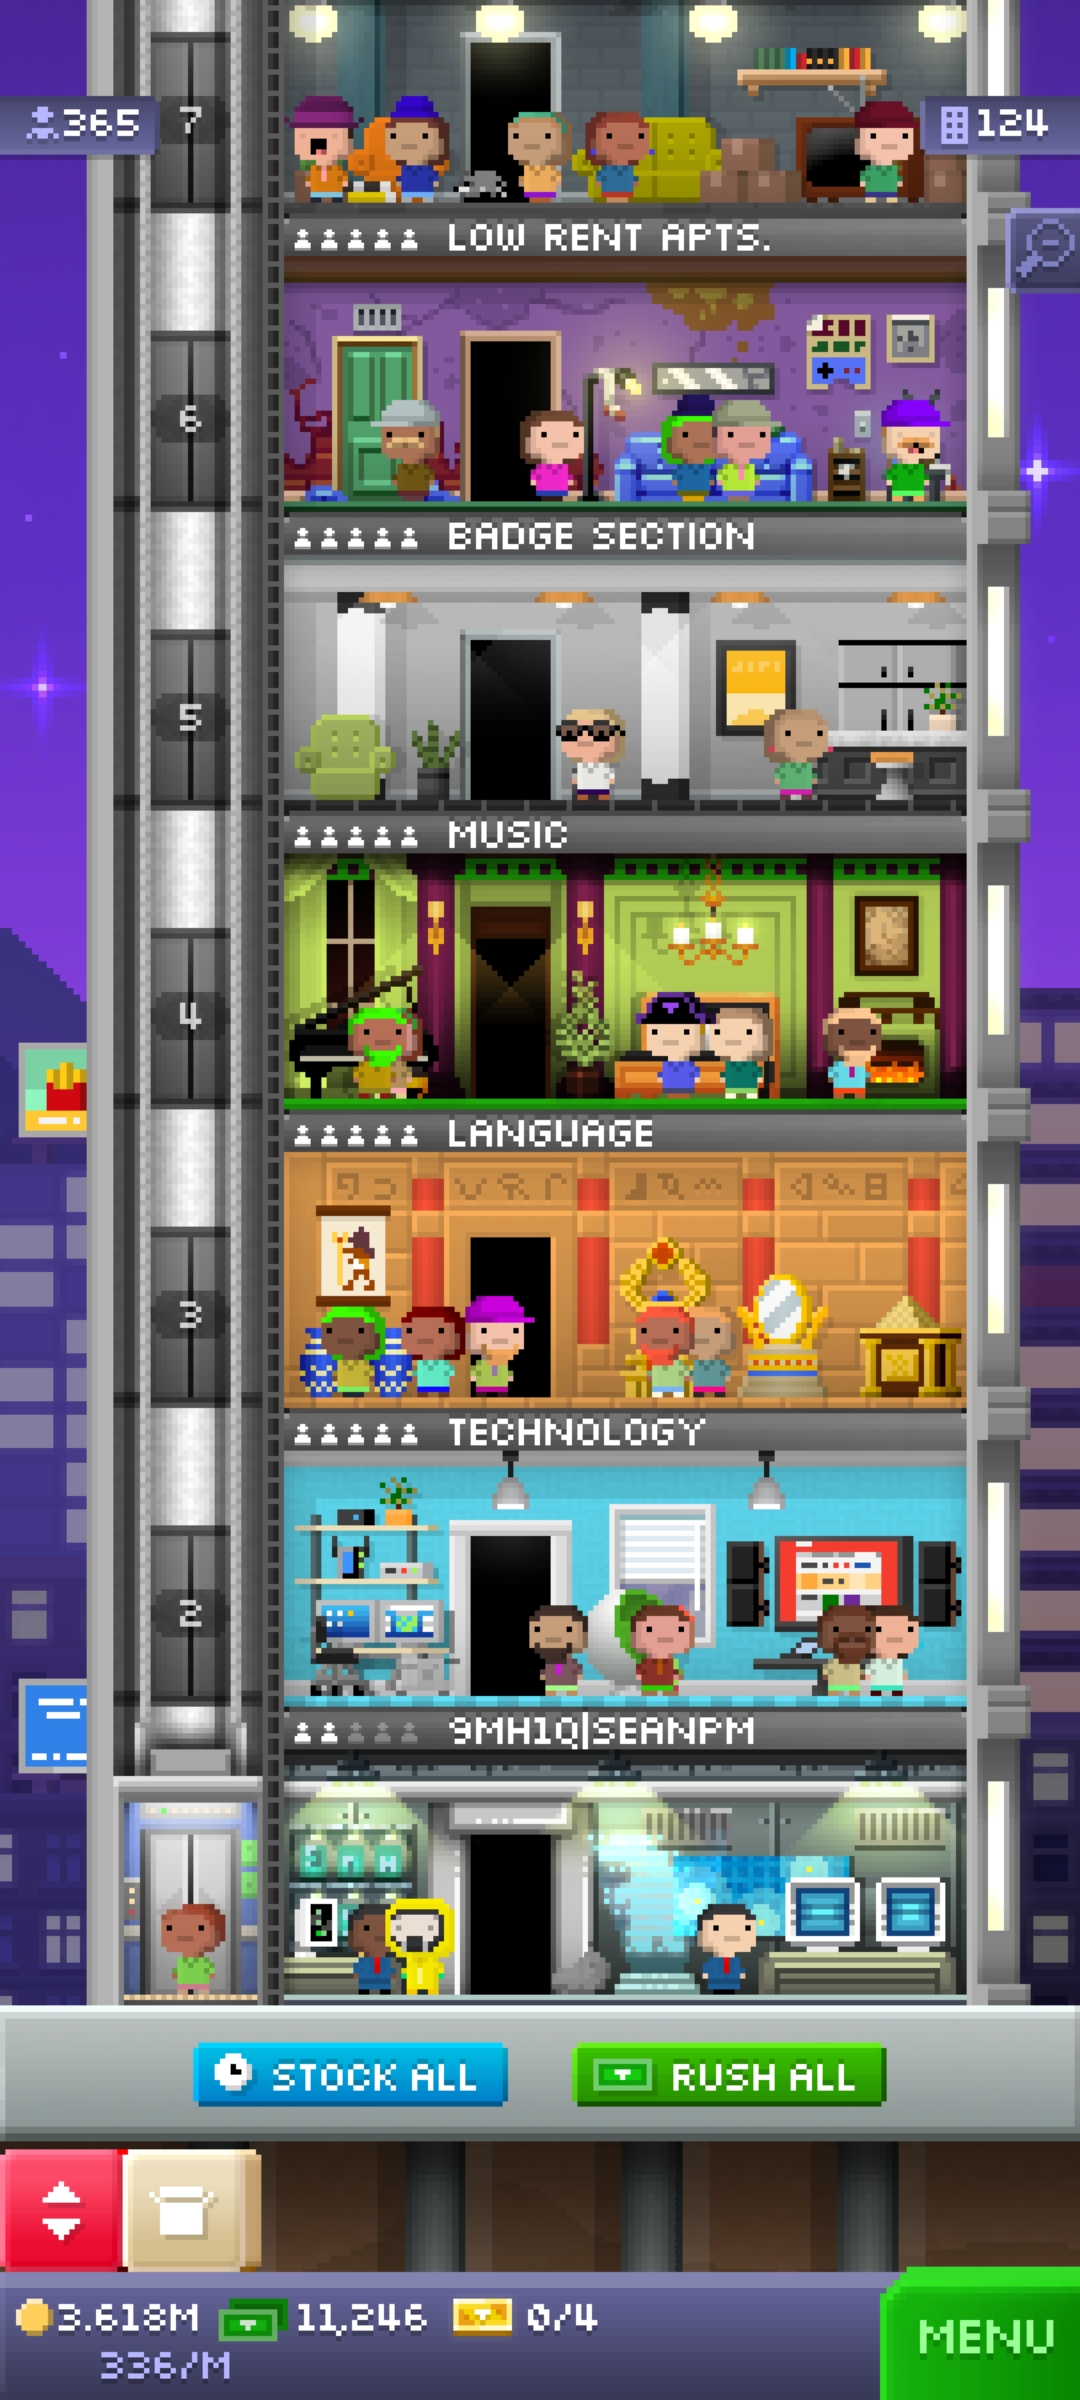 7
365
124
LOW RENT APTS.
6
BADGE SECTION
5
MUSIC
4
LANGUAGE
3
TECHNOLOGY
2
9MH1Q|SEANPM
STOCK ALL
RUSH ALL
3.618M 11,246 0/4
336/M
MENU